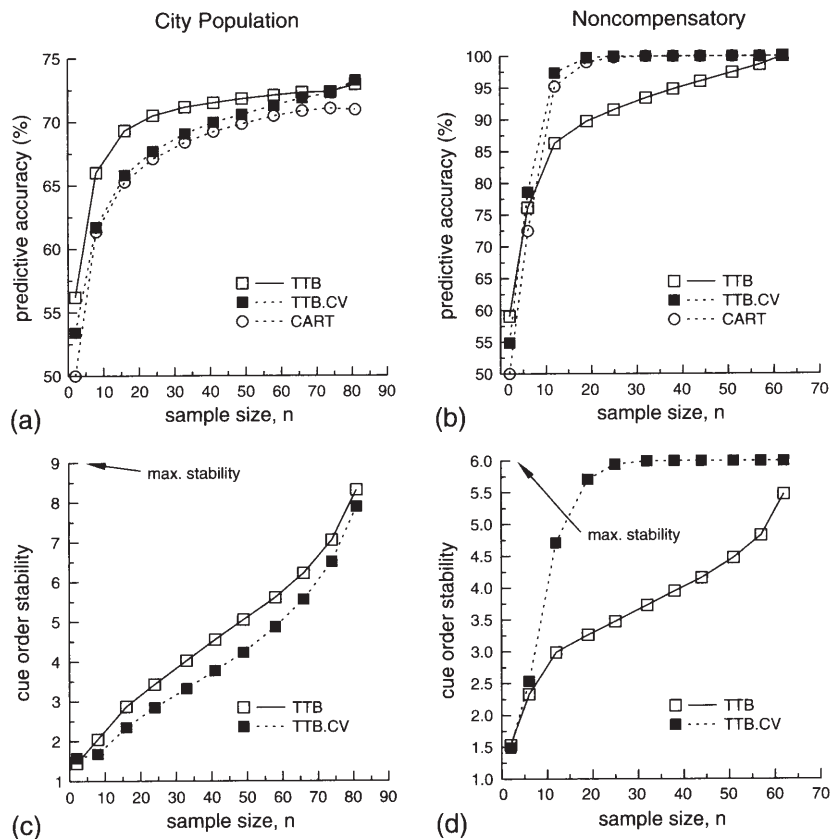 City Population
predictive accuracy (%)
75
70
65
60
55
50
TTB
TTB.CV
CART
0 10 20 30 40 50 60 70 80 90
sample size, n
(a)
Noncompensatory
predictive accuracy (%)
100
95
90
85
80
75
70
65
60
55
50
TTB
TTB.CV
CART
0 10 20 30 40 50 60 70
sample size, n
(b)
cue order stability
9
8
7
6
5
4
3
2
1
max. stability
TTB
TTB.CV
0 10 20 30 40 50 60 70 80 90
sample size, n
(c)
cue order stability
6.0
5.5
5.0
4.5
4.0
3.5
3.0
2.5
2.0
1.5
1.0
max. stability
TTB
TTB.CV
0 10 20 30 40 50 60 70
sample size, n
(d)